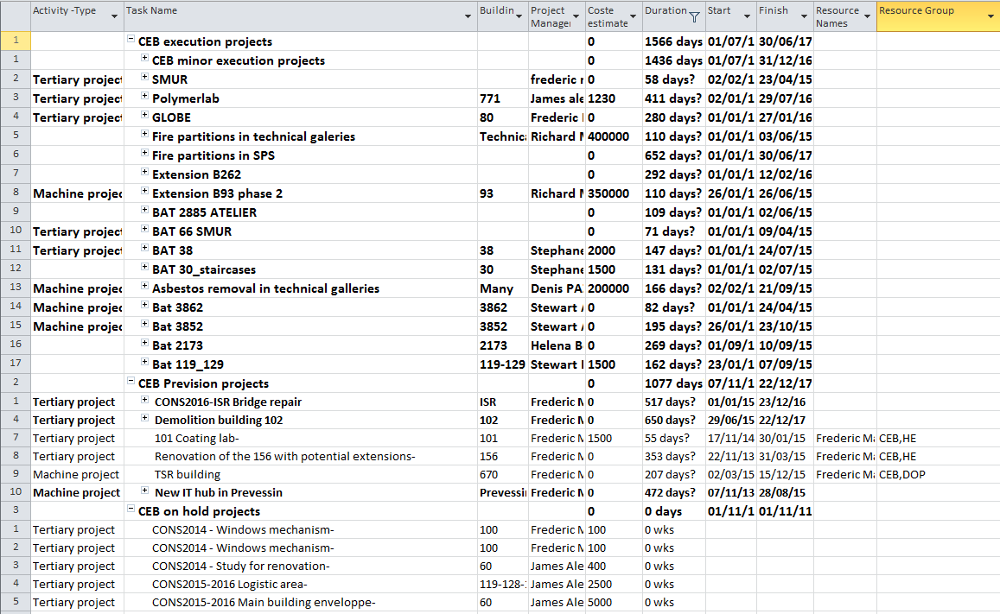 Activity -Type Task Name Buildin Project Manager Coste estimate Duration Start Finish Resource Names Resource Group
1 CEB execution projects 0 1566 days 01/07/1 30/06/17
1 CEB minor execution projects 0 1436 days 01/07/1 31/12/16
2 Tertiary project SMUR frederic 0 58 days? 02/02/1 23/04/15
3 Tertiary project Polymerlab 771 James ale 1230 411 days? 01/01/1 29/07/16
4 Tertiary project GLOBE 80 Frederic 0 280 days? 01/01/1 27/01/16
5 Fire partitions in technical galeries Technic Richard 400000 110 days? 01/01/1 03/06/15
6 Fire partitions in SPS 0 652 days? 01/01/1 30/06/17
7 Extension B262 0 292 days? 01/01/1 12/02/16
8 Machine projec Extension B93 phase 2 93 Richard 350000 110 days? 26/01/1 26/06/15
9 BAT 2885 ATELIER 0 109 days? 01/01/1 02/06/15
10 Tertiary project BAT 66 SMUR 0 71 days? 01/01/1 09/04/15
11 Tertiary project BAT 38 38 Stephane 2000 147 days? 01/01/1 24/07/15
12 BAT 30_staircases 30 Stephane 1500 131 days? 01/01/1 02/07/15
13 Machine projec Asbestos removal in technical galleries Many Denis PA 200000 166 days? 02/02/1 21/09/15
14 Machine projec Bat 3862 3862 Stewart 0 82 days? 01/01/1 24/04/15
15 Machine projec Bat 3852 3852 Stewart 0 195 days? 26/01/1 23/10/15
16 Bat 2173 2173 Helena B 0 269 days? 01/09/1 10/09/15
17 Bat 119_129 119-129 Stewart 1500 162 days? 23/01/1 07/09/15
2 CEB Prevision projects 0 1077 days 07/11/1 22/12/17
1 Tertiary project CONS2016-ISR Bridge repair ISR Frederic M 0 517 days? 01/01/15 23/12/16
4 Tertiary project Demolition building 102 102 Frederic M 0 650 days? 29/06/15 22/12/17
7 Tertiary project 101 Coating lab- 101 Frederic M 1500 55 days? 17/11/14 30/01/15 Frederic Ma CEB,HE
8 Tertiary project Renovation of the 156 with potential extensions- 156 Frederic M 0 353 days? 22/11/13 31/03/15 Frederic Ma CEB,HE
9 Machine project TSR building 670 Frederic M 0 207 days? 02/03/15 15/12/15 Frederic Ma CEB,DOP
10 Machine project New IT hub in Prevessin Prevessin Frederic M 0 472 days? 07/11/13 28/08/15
3 CEB on hold projects 0 0 days 01/11/1 01/11/11
1 Tertiary project CONS2014 - Windows mechanism- 100 Frederic M 100 0 wks
2 Tertiary project CONS2014 - Windows mechanism- 100 Frederic M 100 0 wks
3 Tertiary project CONS2014 - Study for renovation- 60 James Ale 400 0 wks
4 Tertiary project CONS2015-2016 Logistic area- 119-128- James Ale 2500 0 wks
5 Tertiary project CONS2015-2016 Main building enveloppe- 60 James Ale 5000 0 wks